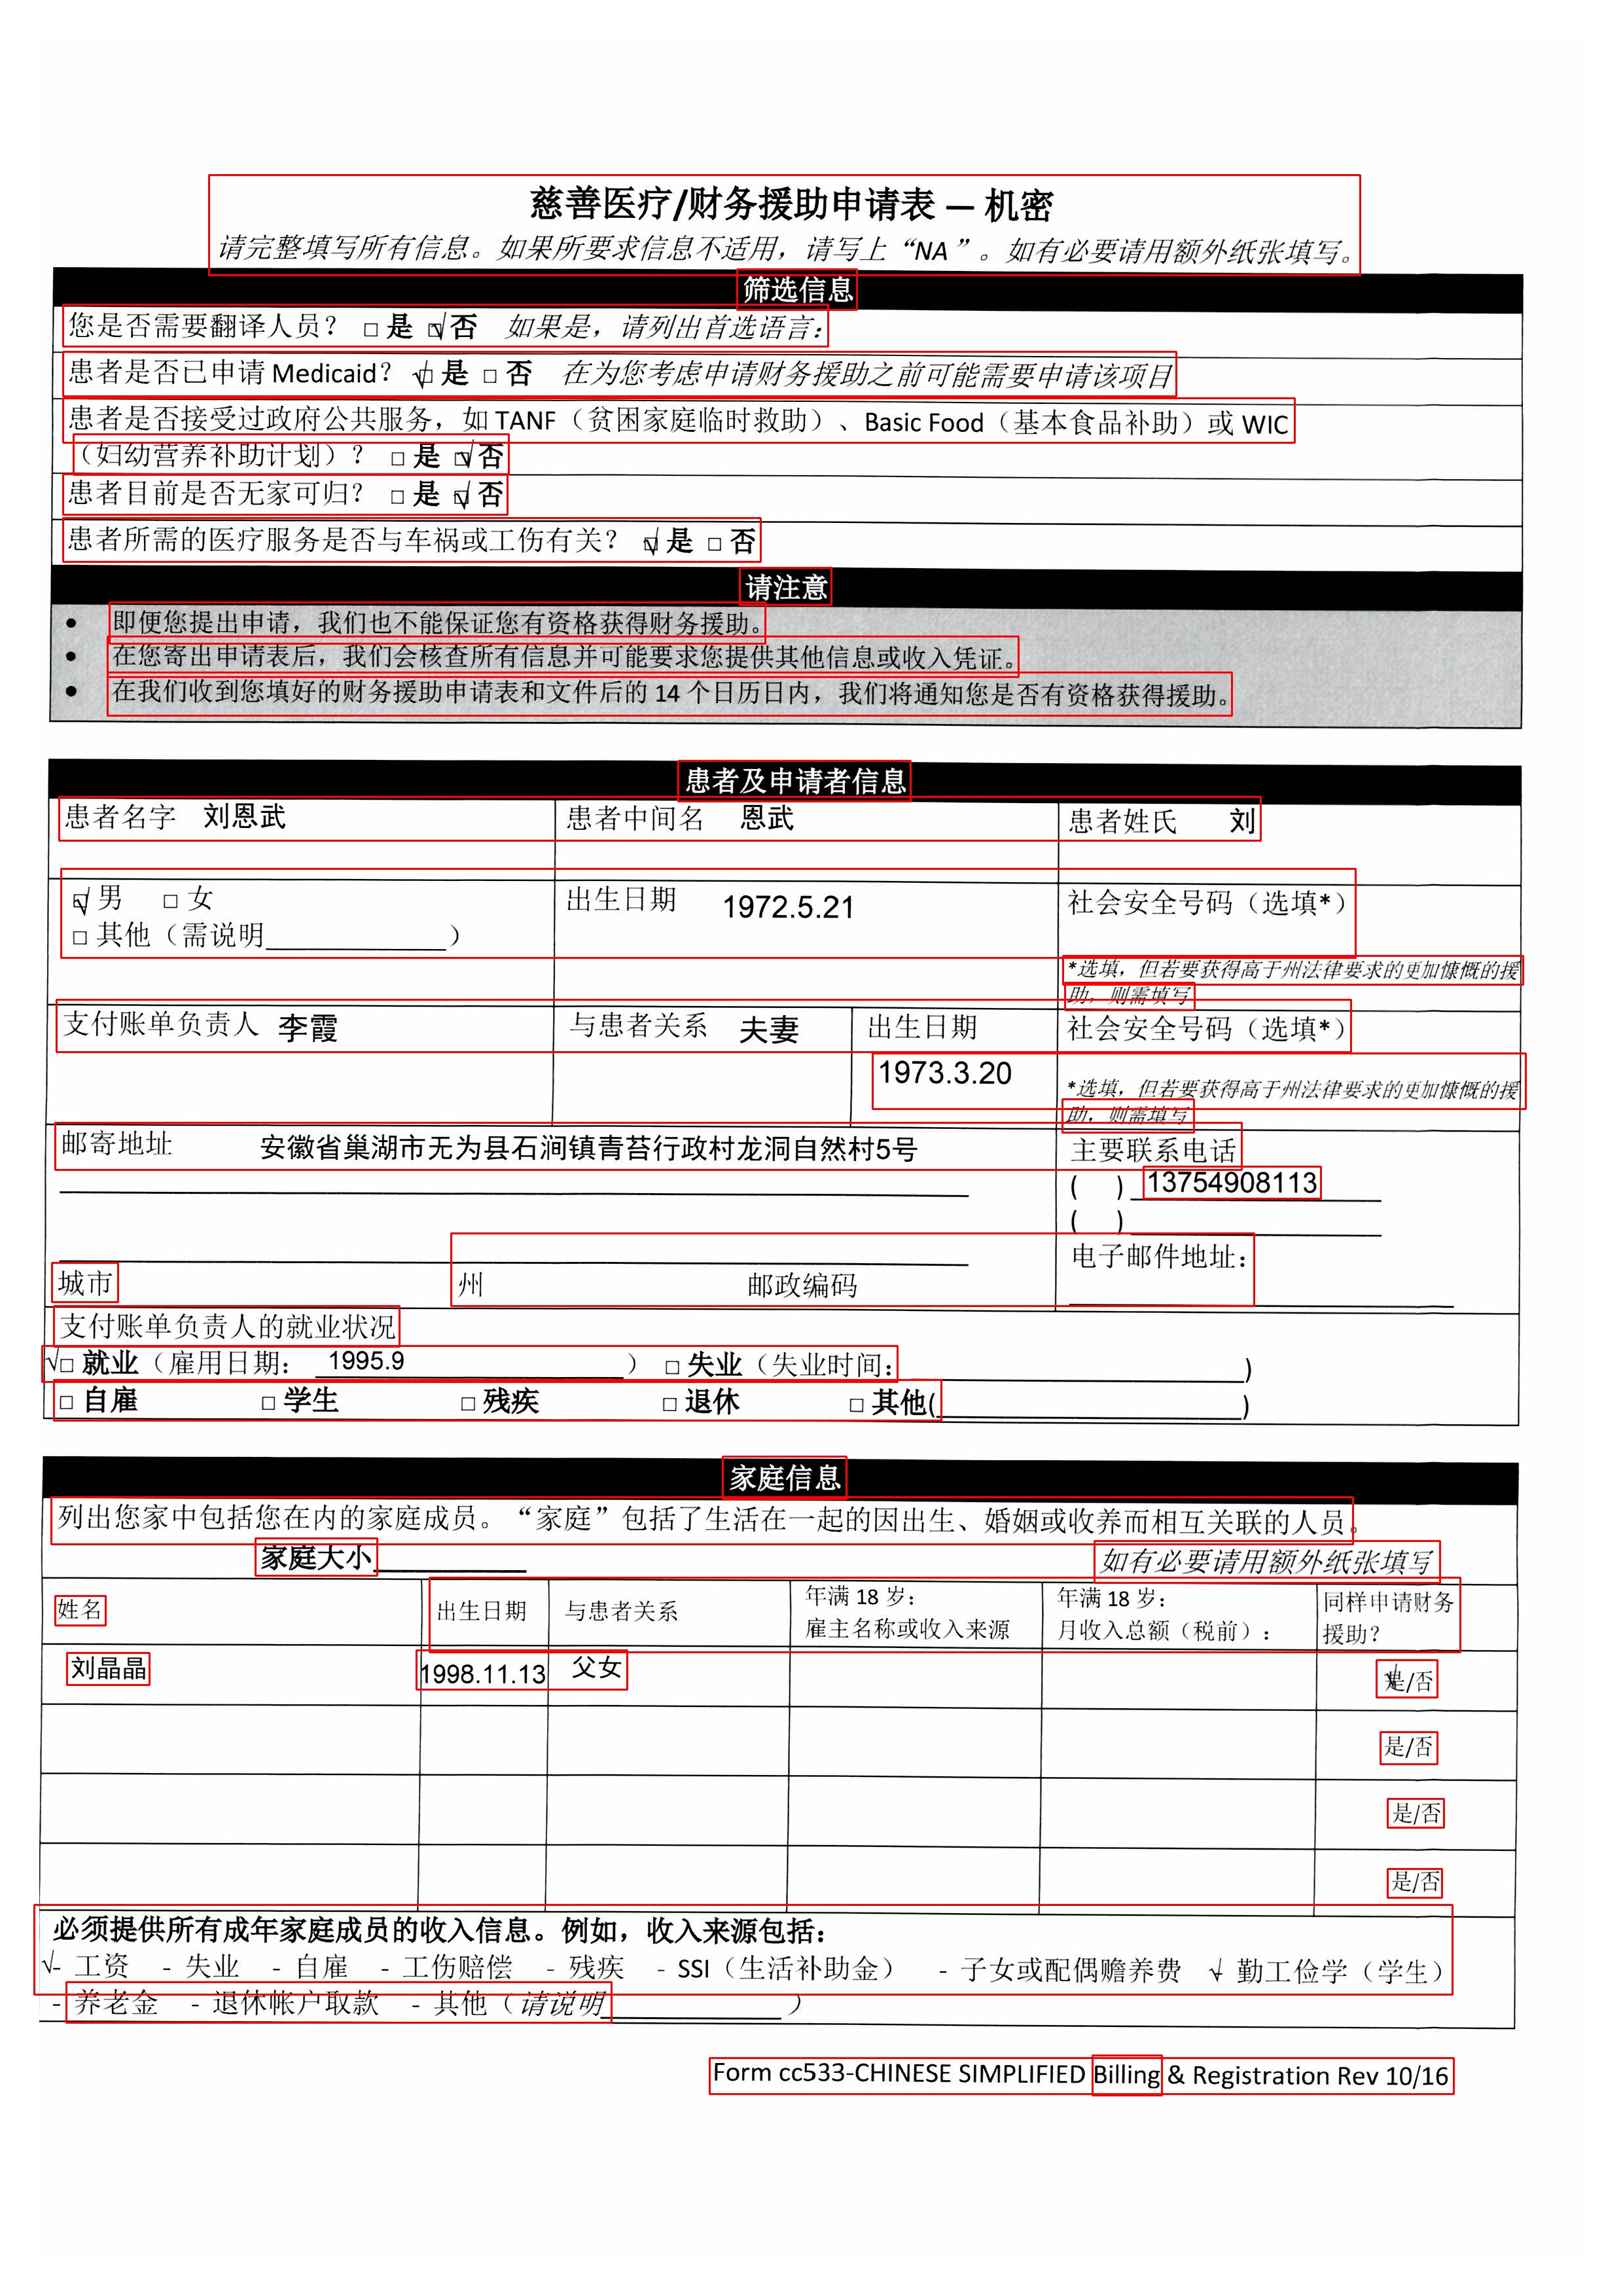 慈善医疗/财务援助申请表 — 机密
请完整填写所有信息。如果所要求信息不适用，请写上“NA”。如有必要请用额外纸张填写。
筛选信息
您是否需要翻译人员？ □ 是 ☑ 否 如果是，请列出首选语言：
患者是否已申请 Medicaid？ ☑ 是 □ 否 在为您考虑申请财务援助之前可能需要申请该项目
患者是否接受过政府公共服务，如 TANF（贫困家庭临时救助）、Basic Food（基本食品补助）或 WIC
（妇幼营养补助计划）？ □ 是 ☑ 否
患者目前是否无家可归？ □ 是 ☑ 否
患者所需的医疗服务是否与车祸或工伤有关？ ☑ 是 □ 否
请注意
• 即便您提出申请，我们也不能保证您有资格获得财务援助。
• 在您寄出申请表后，我们会核查所有信息并可能要求您提供其他信息或收入凭证。
• 在我们收到您填好的财务援助申请表和文件后的 14 个日历日内，我们将通知您是否有资格获得援助。
患者及申请者信息
患者名字 刘恩武 患者中间名 恩武 患者姓氏 刘
☑ 男 □ 女 出生日期 1972.5.21 社会安全号码（选填*）
□ 其他（需说明____________）
*选填，但若要获得高于州法律要求的更加慷慨的援
助，则需填写
支付账单负责人 李霞 与患者关系 夫妻 出生日期 社会安全号码（选填*）
1973.3.20 *选填，但若要获得高于州法律要求的更加慷慨的援
助，则需填写
邮寄地址 安徽省巢湖市无为县石涧镇青苔行政村龙洞自然村5号 主要联系电话
( ) 13754908113
( )
电子邮件地址：
城市 州 邮政编码
支付账单负责人的就业状况
√□ 就业（雇用日期： 1995.9 ） □ 失业（失业时间： )
□ 自雇 □ 学生 □ 残疾 □ 退休 □ 其他( )
家庭信息
列出您家中包括您在内的家庭成员。“家庭”包括了生活在一起的因出生、婚姻或收养而相互关联的人员。
家庭大小__________ 如有必要请用额外纸张填写
姓名 出生日期 与患者关系 年满 18 岁： 年满 18 岁： 同样申请财务
雇主名称或收入来源 月收入总额（税前）： 援助？
刘晶晶 1998.11.13 父女 √是/否
是/否
是/否
是/否
必须提供所有成年家庭成员的收入信息。例如，收入来源包括：
√- 工资 - 失业 - 自雇 - 工伤赔偿 - 残疾 - SSI（生活补助金） - 子女或配偶赡养费 √- 勤工俭学（学生）
- 养老金 - 退休帐户取款 - 其他（请说明____________）
Form cc533-CHINESE SIMPLIFIED Billing & Registration Rev 10/16